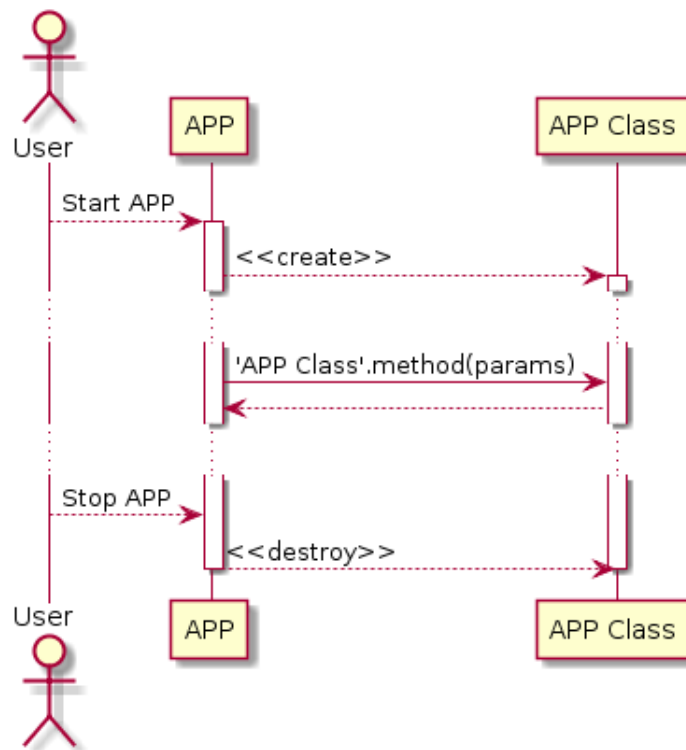 User
APP
APP Class
Start APP
<<create>>
'APP Class'.method(params)
Stop APP
<<destroy>>
User
APP
APP Class